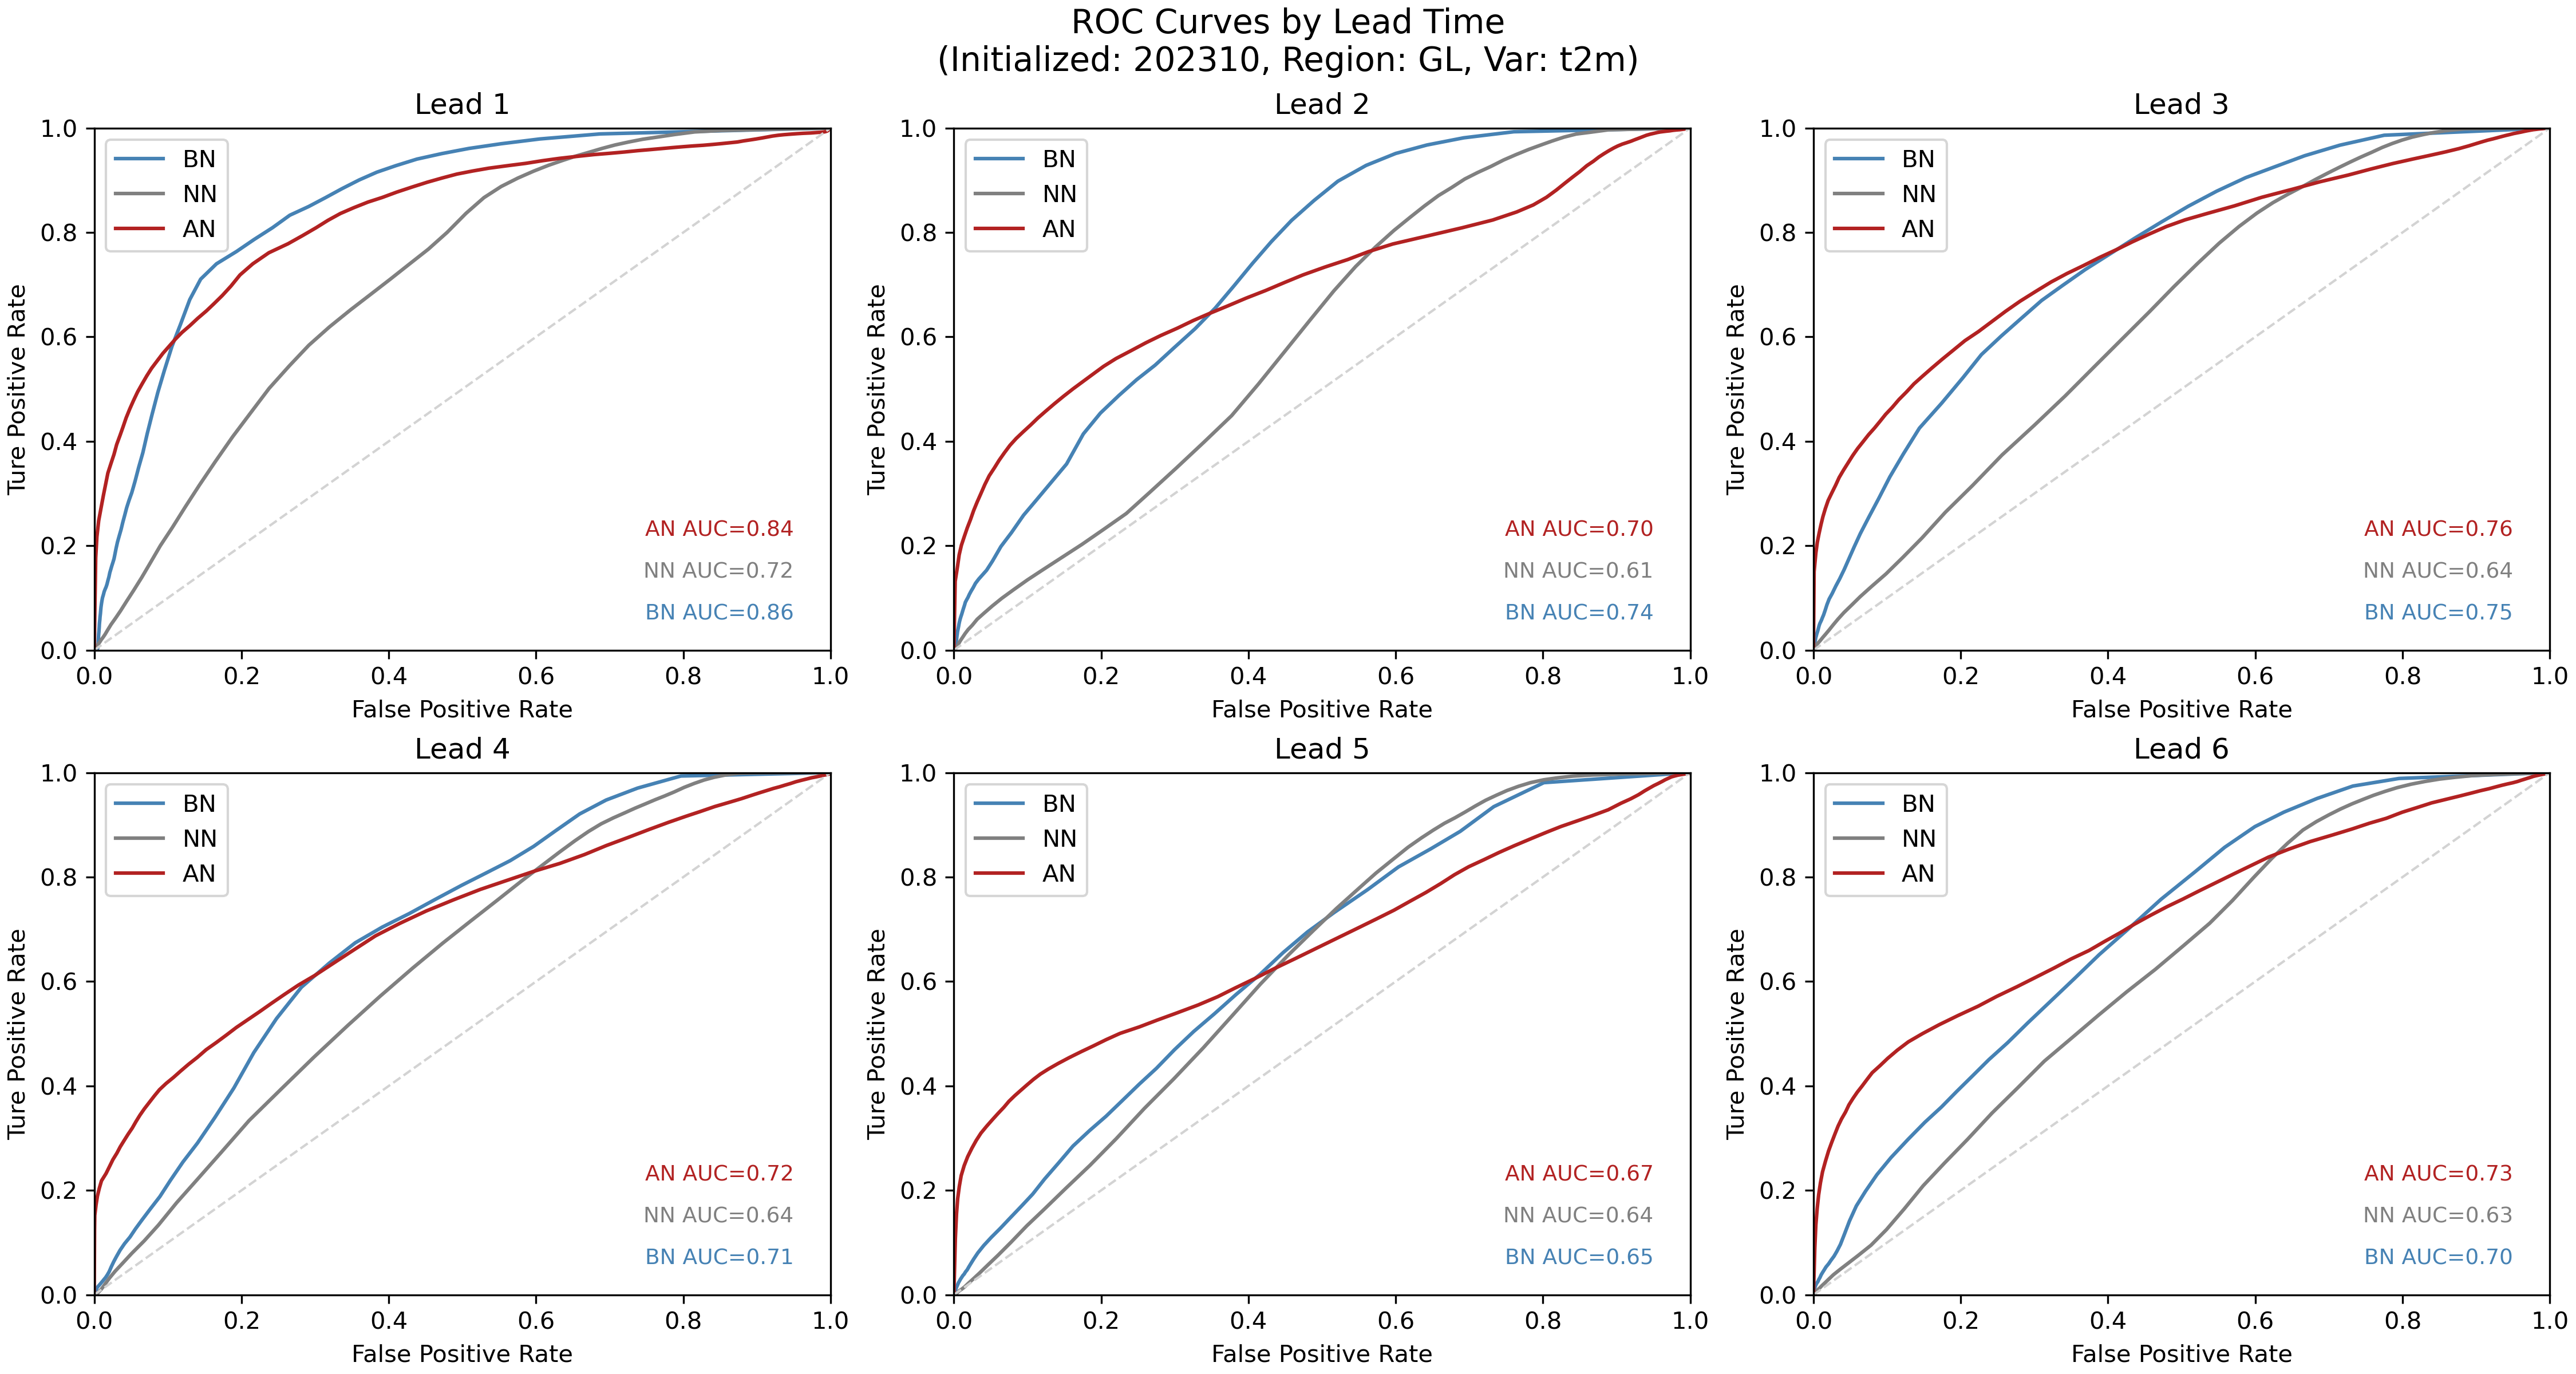 ROC Curves by Lead Time
(Initialized: 202310, Region: GL, Var: t2m)
Lead 1
1.0
0.8
0.6
0.4
0.2
0.0
Ture Positive Rate
BN
NN
AN
AN AUC=0.84
NN AUC=0.72
BN AUC=0.86
0.0 0.2 0.4 0.6 0.8 1.0
False Positive Rate
Lead 2
1.0
0.8
0.6
0.4
0.2
0.0
Ture Positive Rate
BN
NN
AN
AN AUC=0.70
NN AUC=0.61
BN AUC=0.74
0.0 0.2 0.4 0.6 0.8 1.0
False Positive Rate
Lead 3
1.0
0.8
0.6
0.4
0.2
0.0
Ture Positive Rate
BN
NN
AN
AN AUC=0.76
NN AUC=0.64
BN AUC=0.75
0.0 0.2 0.4 0.6 0.8 1.0
False Positive Rate
Lead 4
1.0
0.8
0.6
0.4
0.2
0.0
Ture Positive Rate
BN
NN
AN
AN AUC=0.72
NN AUC=0.64
BN AUC=0.71
0.0 0.2 0.4 0.6 0.8 1.0
False Positive Rate
Lead 5
1.0
0.8
0.6
0.4
0.2
0.0
Ture Positive Rate
BN
NN
AN
AN AUC=0.67
NN AUC=0.64
BN AUC=0.65
0.0 0.2 0.4 0.6 0.8 1.0
False Positive Rate
Lead 6
1.0
0.8
0.6
0.4
0.2
0.0
Ture Positive Rate
BN
NN
AN
AN AUC=0.73
NN AUC=0.63
BN AUC=0.70
0.0 0.2 0.4 0.6 0.8 1.0
False Positive Rate